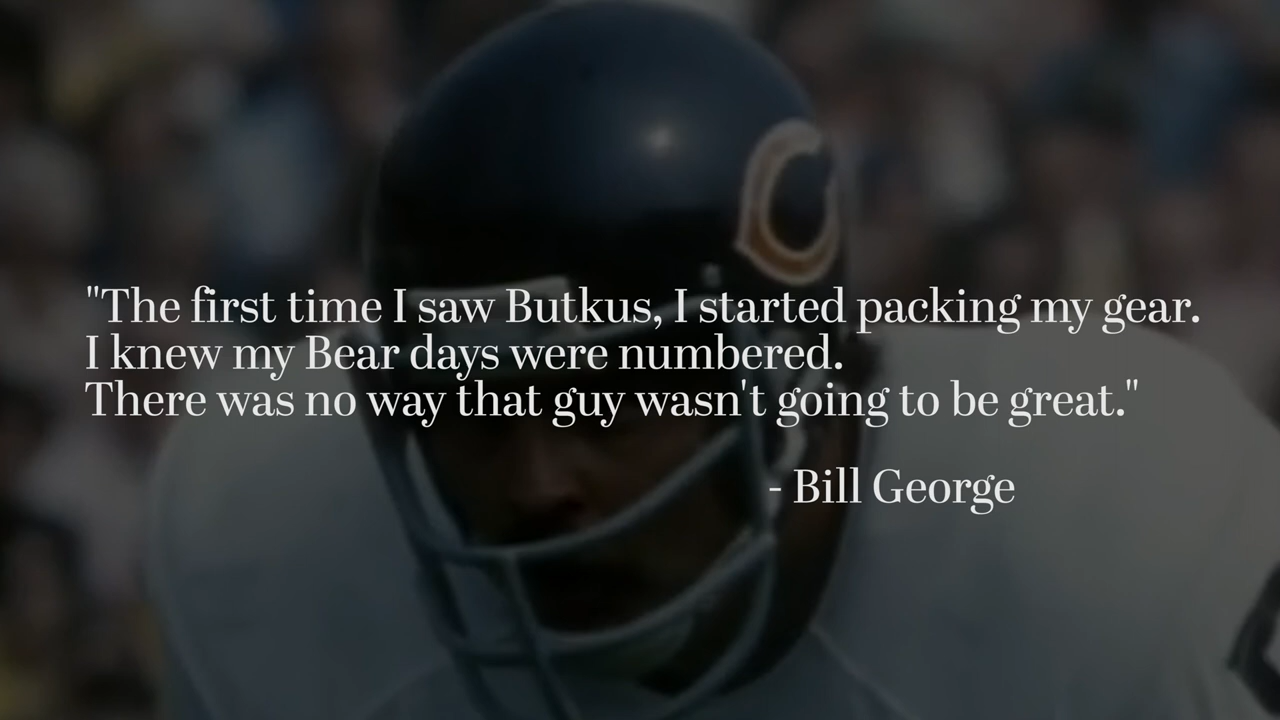 "The first time I saw Butkus, I started packing my gear.
I knew my Bear days were numbered.
There was no way that guy wasn't going to be great."
- Bill George